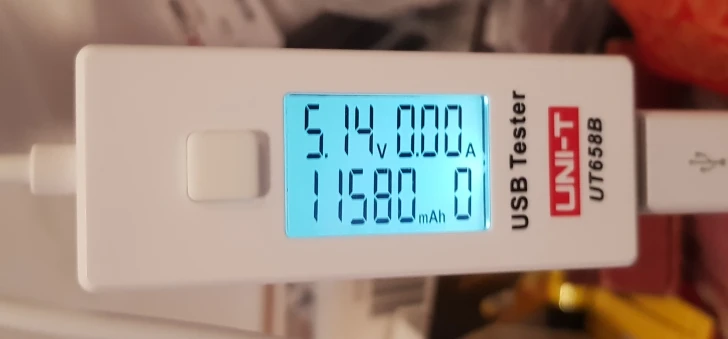 5.14V 0.00A
11580mAh 0
USB Tester
UNI-T
UT658B